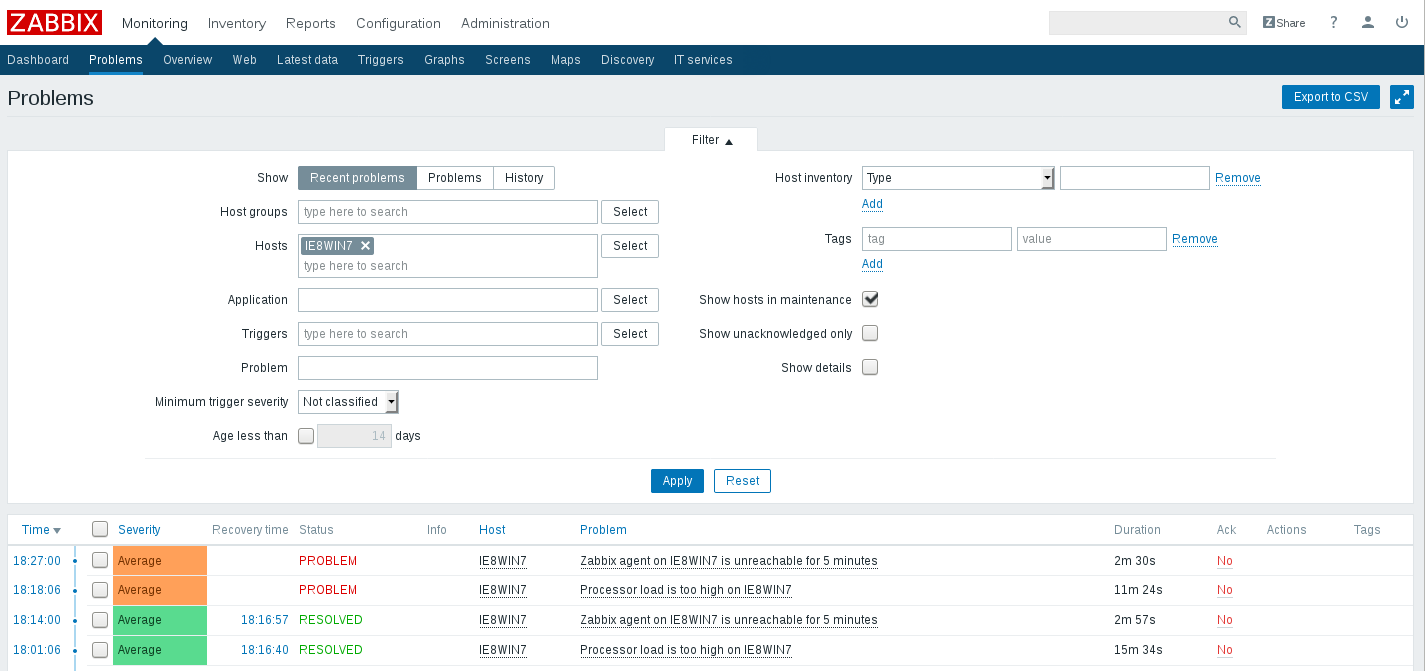 ZABBIX Monitoring Inventory Reports Configuration Administration Z Share ?
Dashboard Problems Overview Web Latest data Triggers Graphs Screens Maps Discovery IT services
Problems Export to CSV
Filter
Show Recent problems Problems History Host inventory Type Remove
Add
Host groups type here to search Select
Hosts IE8WIN7 Select Tags tag value Remove
type here to search Add
Application Select Show hosts in maintenance
Triggers type here to search Select Show unacknowledged only
Problem Show details
Minimum trigger severity Not classified
Age less than 14 days
Apply Reset
Time Severity Recovery time Status Info Host Problem Duration Ack Actions Tags
18:27:00 Average PROBLEM IE8WIN7 Zabbix agent on IE8WIN7 is unreachable for 5 minutes 2m 30s No
18:18:06 Average PROBLEM IE8WIN7 Processor load is too high on IE8WIN7 11m 24s No
18:14:00 Average 18:16:57 RESOLVED IE8WIN7 Zabbix agent on IE8WIN7 is unreachable for 5 minutes 2m 57s No
18:01:06 Average 18:16:40 RESOLVED IE8WIN7 Processor load is too high on IE8WIN7 15m 34s No